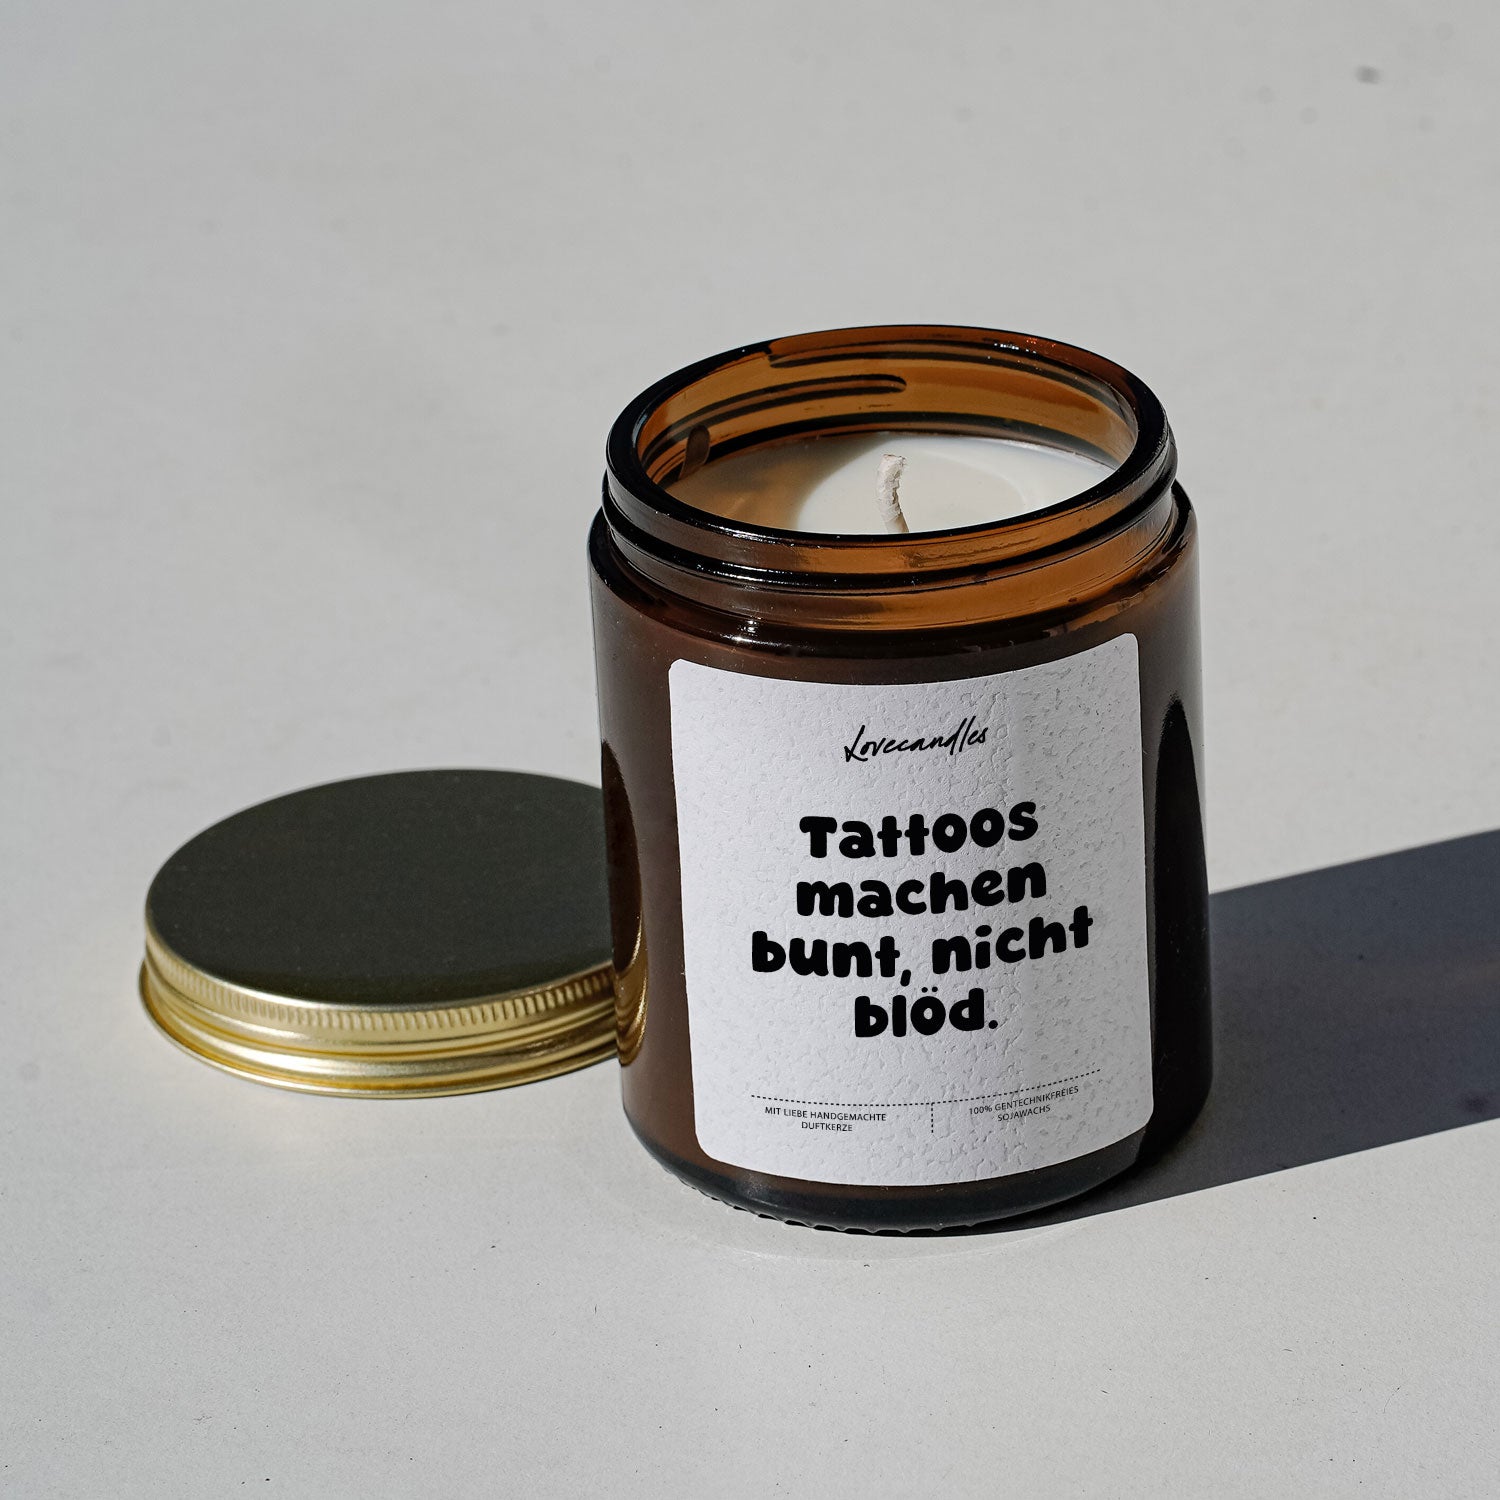 Lovecandles
Tattoos
machen
bunt, nicht
blöd.
MIT LIEBE HANDGEMACHTE
DUFTKERZE
100% GENTECHNIKFREIES
SOJAWACHS